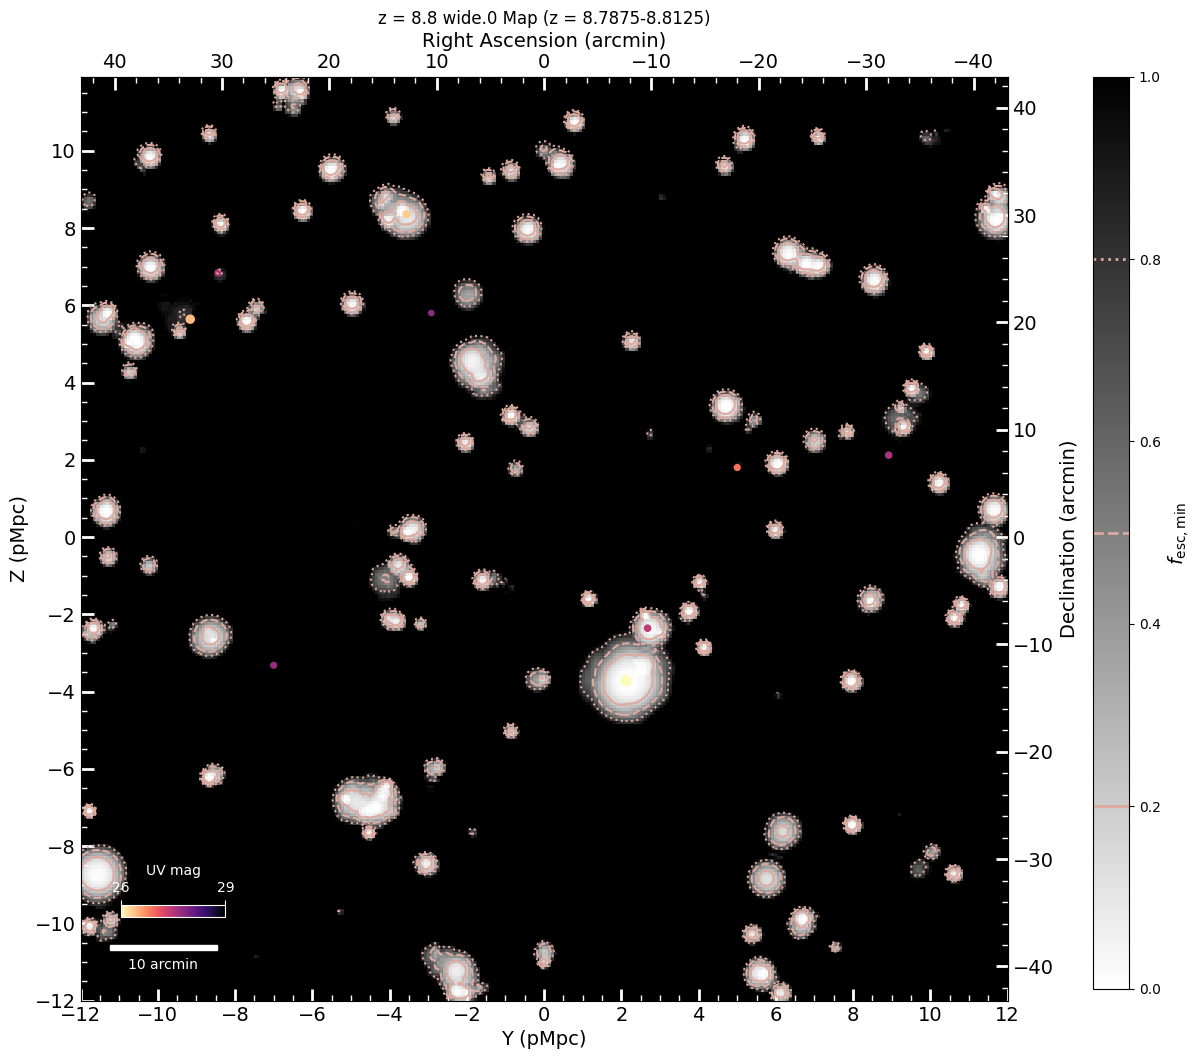 z = 8.8 wide.0 Map (z = 8.7875-8.8125)
Right Ascension (arcmin)
40 30 20 10 0 −10 −20 −30 −40
10
8
6
4
2
0
−2
−4
−6
−8
−10
−12
Z (pMpc)
UV mag
26 29
10 arcmin
−12 −10 −8 −6 −4 −2 0 2 4 6 8 10 12
Y (pMpc)
40
30
20
10
0
−10
−20
−30
−40
Declination (arcmin)
1.0
0.8
0.6
0.4
0.2
0.0
fesc,min